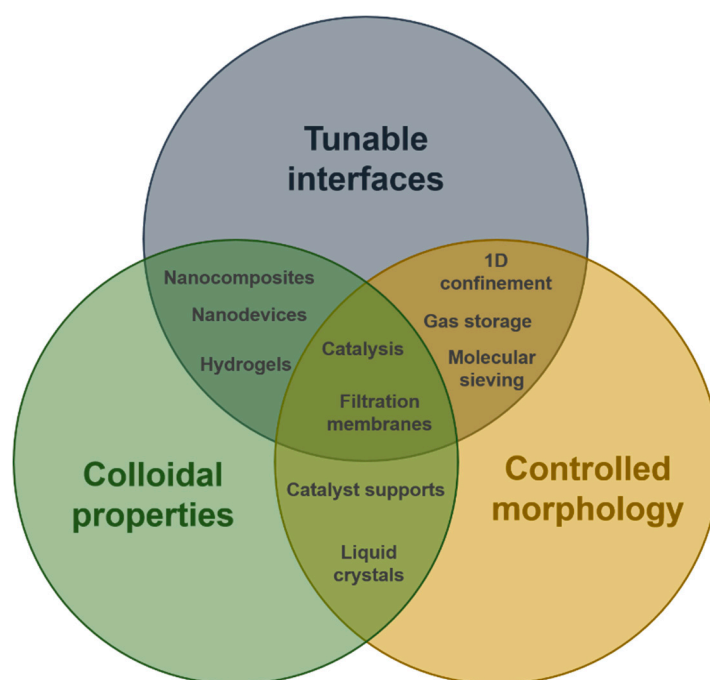 Tunable
interfaces
Nanocomposites
Nanodevices
Hydrogels
1D
confinement
Gas storage
Molecular
sieving
Catalysis
Filtration
membranes
Colloidal
properties
Controlled
morphology
Catalyst supports
Liquid
crystals